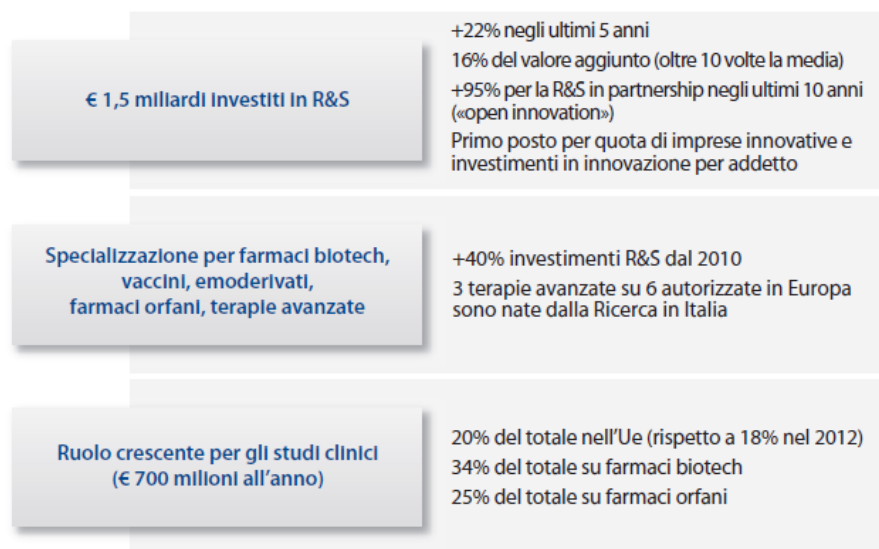 € 1,5 miliardi investiti in R&S
+22% negli ultimi 5 anni
16% del valore aggiunto (oltre 10 volte la media)
+95% per la R&S in partnership negli ultimi 10 anni
(«open innovation»)
Primo posto per quota di imprese innovative e
investimenti in innovazione per addetto
Specializzazione per farmaci biotech,
vaccini, emoderivati,
farmaci orfani, terapie avanzate
+40% investimenti R&S dal 2010
3 terapie avanzate su 6 autorizzate in Europa
sono nate dalla Ricerca in Italia
Ruolo crescente per gli studi clinici
(€ 700 milioni all’anno)
20% del totale nell’Ue (rispetto a 18% nel 2012)
34% del totale su farmaci biotech
25% del totale su farmaci orfani